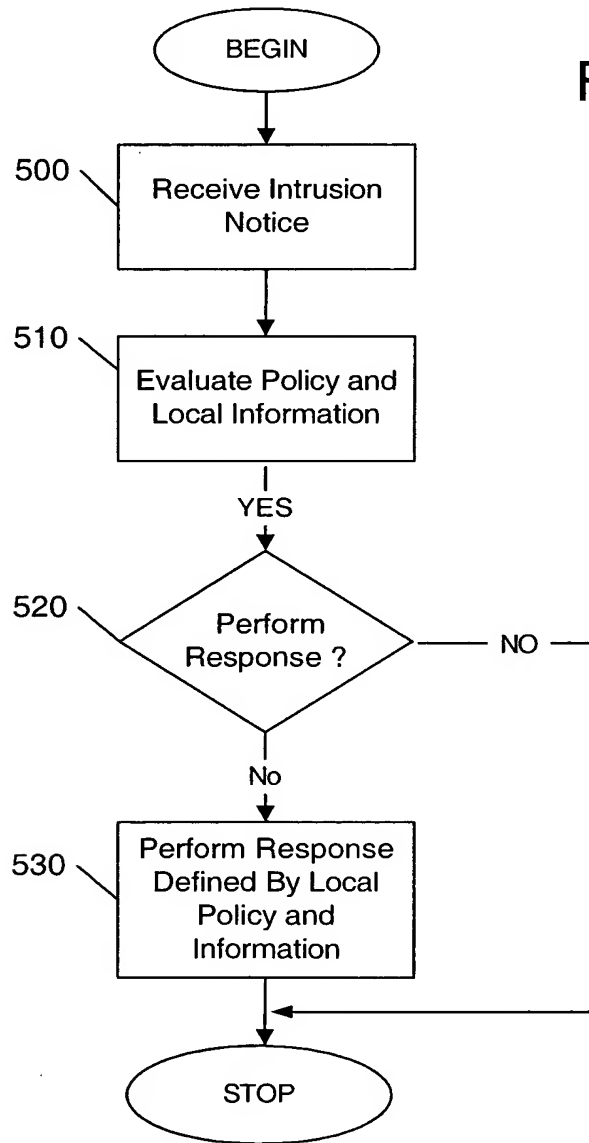 BEGIN
F
500
Receive Intrusion
Notice
510
Evaluate Policy and
Local Information
YES
520
Perform
Response ?
NO
No
530
Perform Response
Defined By Local
Policy and
Information
STOP